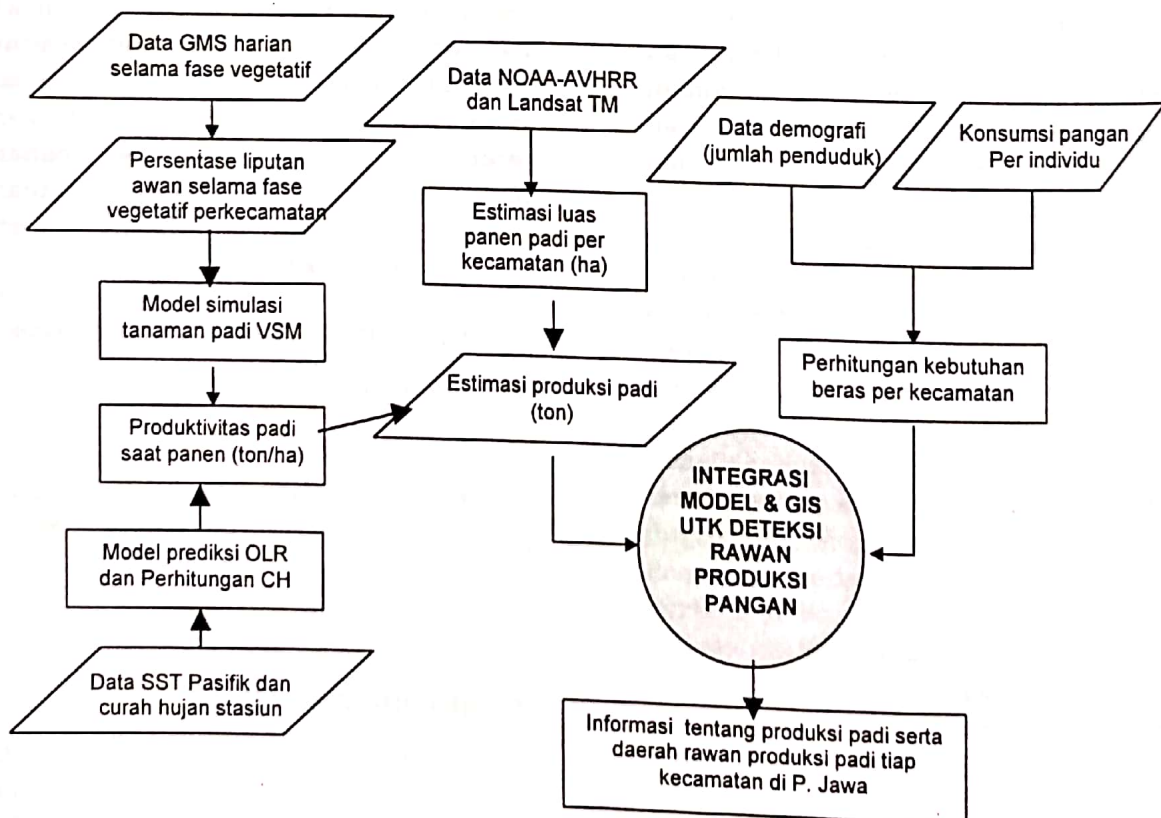 Data GMS harian
selama fase vegetatif
Persentase liputan
awan selama fase
vegetatif perkecamatan
Model simulasi
tanaman padi VSM
Produktivitas padi
saat panen (ton/ha)
Model prediksi OLR
dan Perhitungan CH
Data SST Pasifik dan
curah hujan stasiun
Data NOAA-AVHRR
dan Landsat TM
Estimasi luas
panen padi per
kecamatan (ha)
Estimasi produksi padi
(ton)
Data demografi
(jumlah penduduk)
Konsumsi pangan
Per individu
Perhitungan kebutuhan
beras per kecamatan
INTEGRASI
MODEL & GIS
UTK DETEKSI
RAWAN
PRODUKSI
PANGAN
Informasi tentang produksi padi serta
daerah rawan produksi padi tiap
kecamatan di P. Jawa